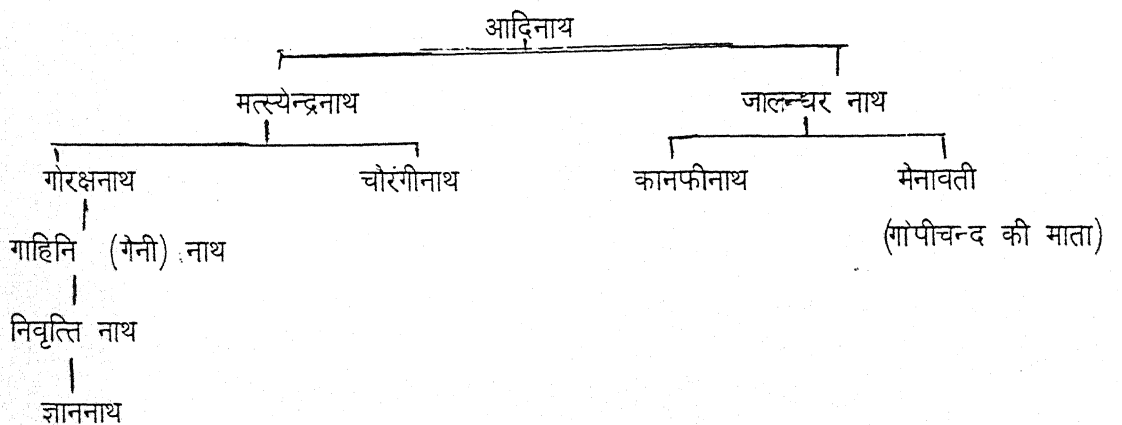 आदिनाथ
मत्स्येन्द्रनाथ जालन्धर नाथ
गोरक्षनाथ चौरंगीनाथ कानफीनाथ मैनावती
गाहिनि (गैनी) नाथ (गोपीचन्द की माता)
निवृत्ति नाथ
ज्ञाननाथ